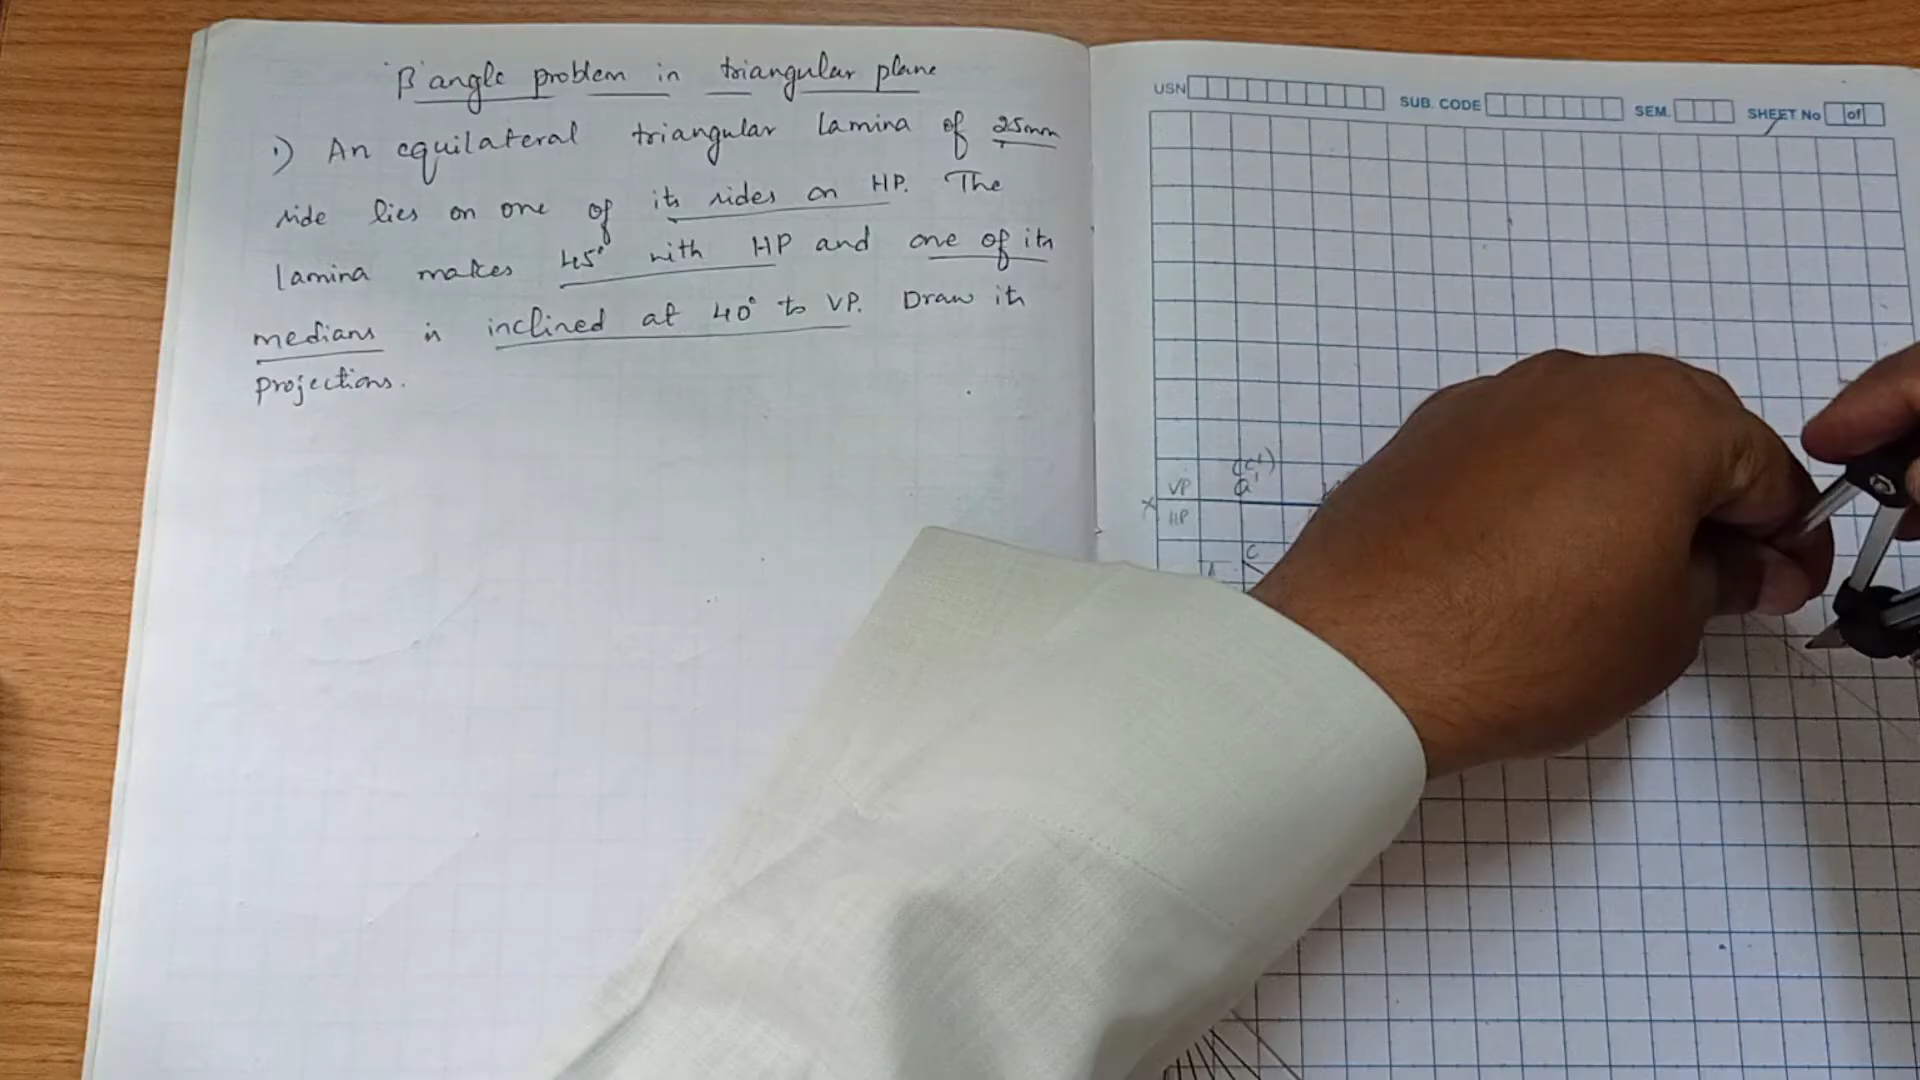 'β' angle problem in triangular plane
1) An equilateral triangular lamina of 25mm
side lies on one of its sides on HP. The
lamina makes 45° with HP and one of its
medians is inclined at 40° to VP. Draw its
projections.
USN SUB. CODE SEM. SHEET No of
(c')
VP a'
X
HP
c